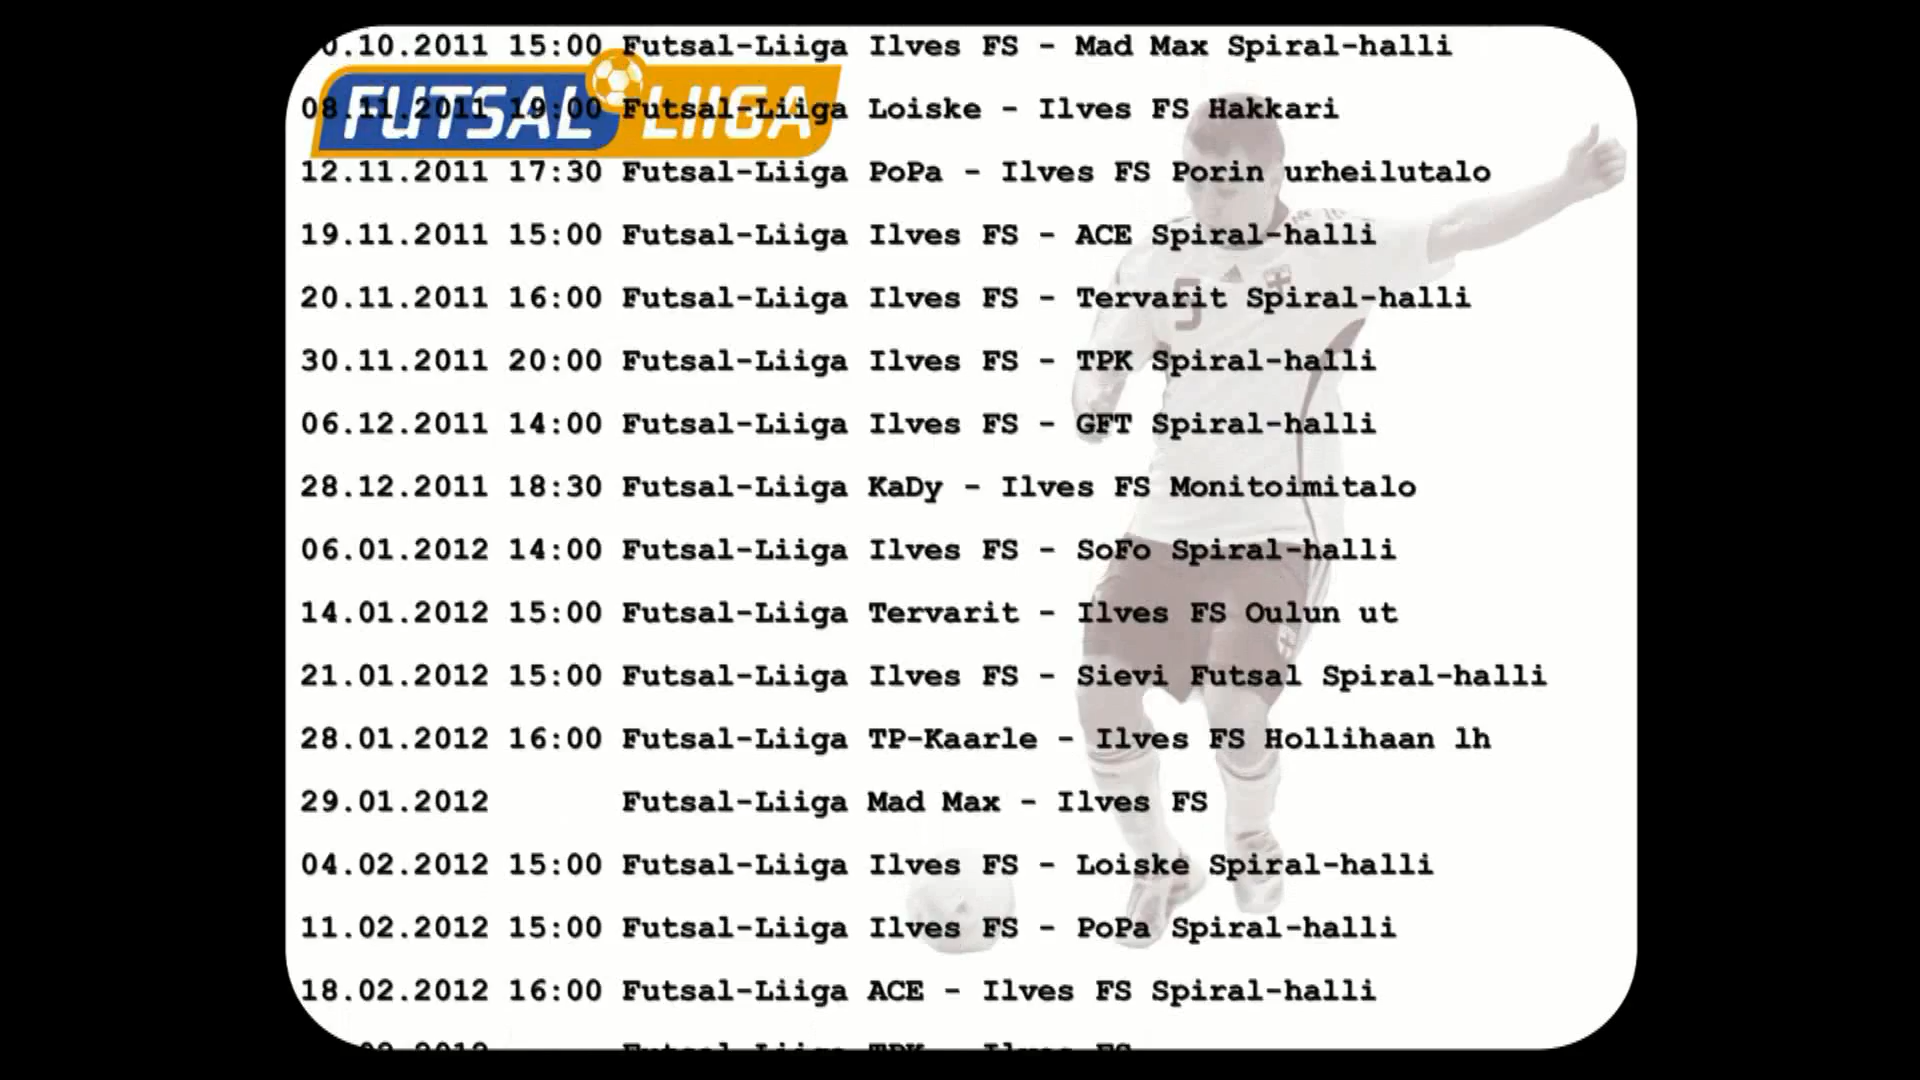 0.10.2011 15:00 Futsal-Liiga Ilves FS - Mad Max Spiral-halli
FUTSAL LIIGA
08.11.2011 19:00 Futsal-Liiga Loiske - Ilves FS Hakkari
12.11.2011 17:30 Futsal-Liiga PoPa - Ilves FS Porin urheilutalo
19.11.2011 15:00 Futsal-Liiga Ilves FS - ACE Spiral-halli
20.11.2011 16:00 Futsal-Liiga Ilves FS - Tervarit Spiral-halli
5
30.11.2011 20:00 Futsal-Liiga Ilves FS - TPK Spiral-halli
06.12.2011 14:00 Futsal-Liiga Ilves FS - GFT Spiral-halli
28.12.2011 18:30 Futsal-Liiga KaDy - Ilves FS Monitoimitalo
06.01.2012 14:00 Futsal-Liiga Ilves FS - SoFo Spiral-halli
14.01.2012 15:00 Futsal-Liiga Tervarit - Ilves FS Oulun ut
21.01.2012 15:00 Futsal-Liiga Ilves FS - Sievi Futsal Spiral-halli
28.01.2012 16:00 Futsal-Liiga TP-Kaarle - Ilves FS Hollihaan lh
29.01.2012 Futsal-Liiga Mad Max - Ilves FS
04.02.2012 15:00 Futsal-Liiga Ilves FS - Loiske Spiral-halli
11.02.2012 15:00 Futsal-Liiga Ilves FS - PoPa Spiral-halli
18.02.2012 16:00 Futsal-Liiga ACE - Ilves FS Spiral-halli
Futsal-Liiga TPK - Ilves FS